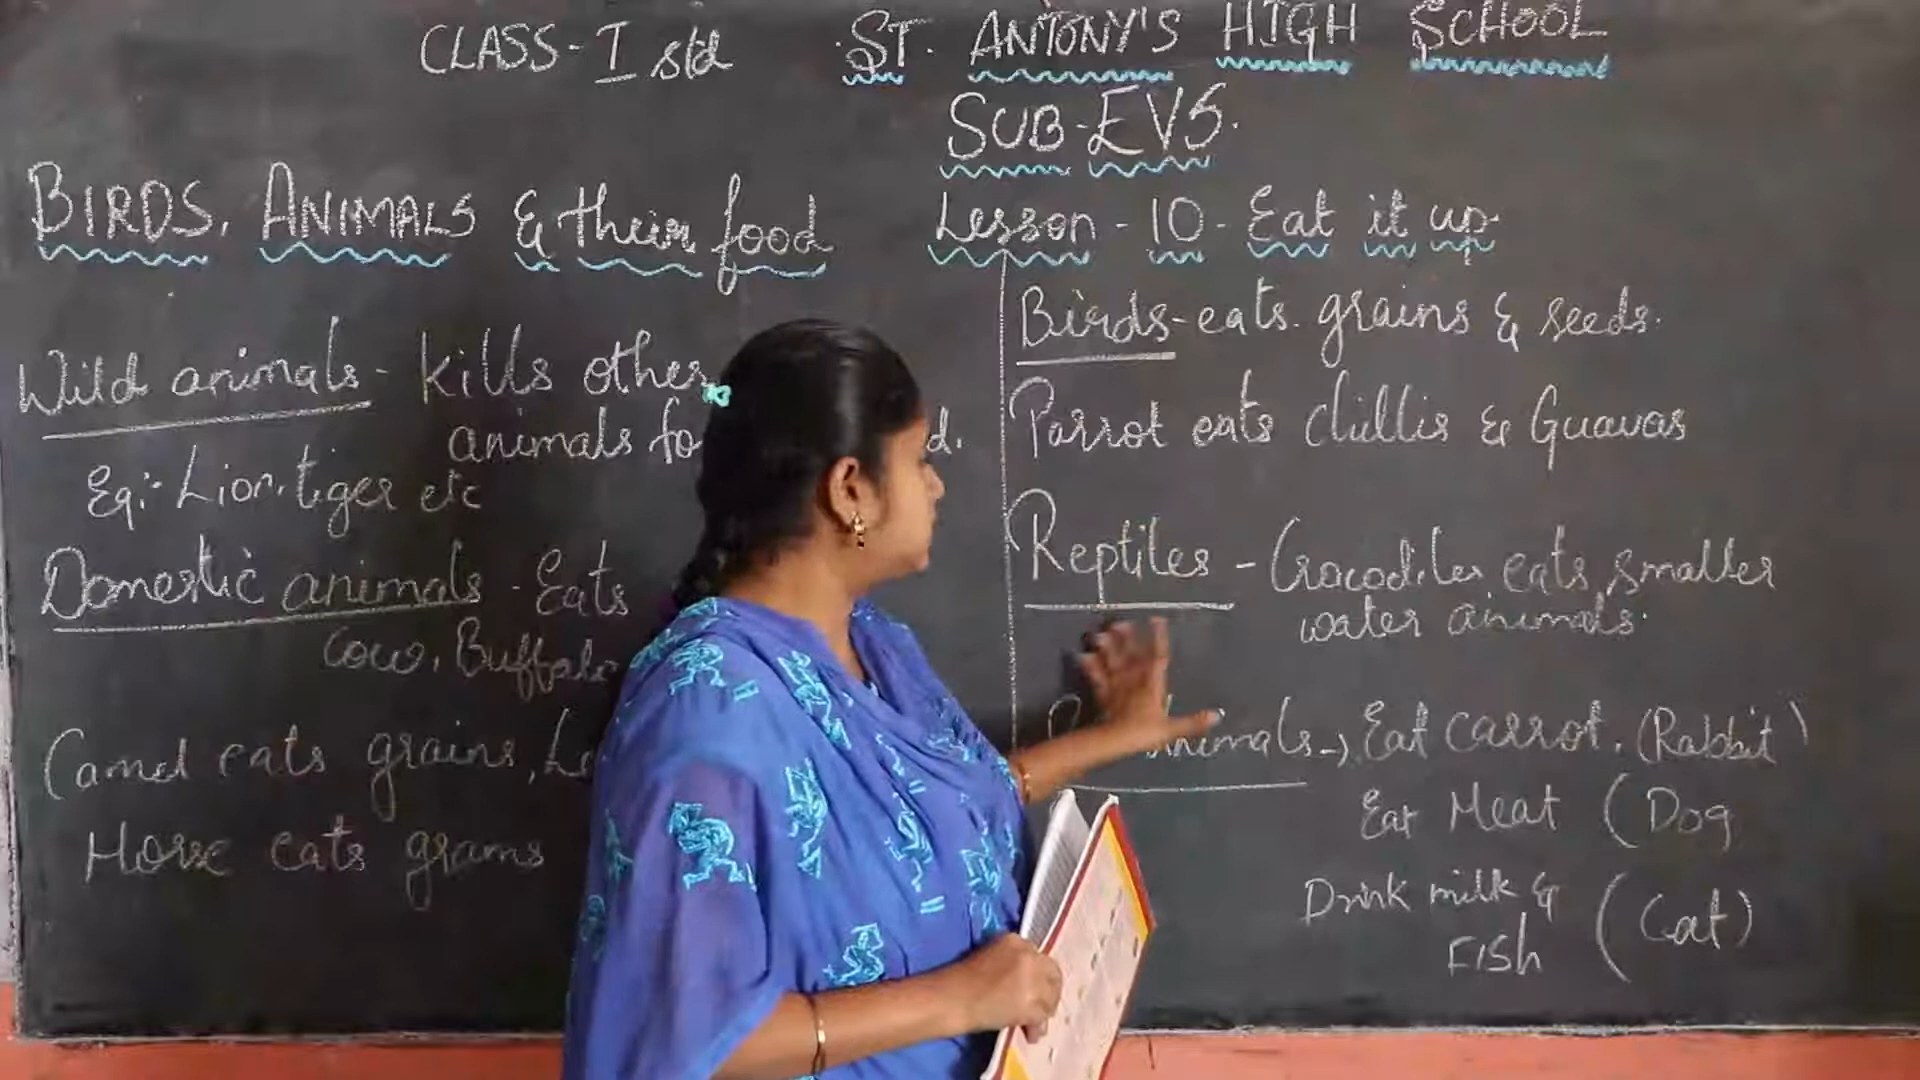 CLASS-I std ST. ANTONY'S HIGH SCHOOL
SUB-EVS.
BIRDS, ANIMALS & their food
Wild animals - kills other
animals fo d.
Eg:- Lion, tiger etc
Domestic animals - Eats
Cow, Buffalo
Camel eats grains,
Horse eats grams
Lesson - 10 - Eat it up.
Birds-eats. grains & seeds.
Parrot eats chillis & Guavas
Reptiles - Crocodiles eats smaller
water animals.
animals → Eat carrot. (Rabbit)
Eat Meat (Dog
Drink milk & (Cat)
FISh